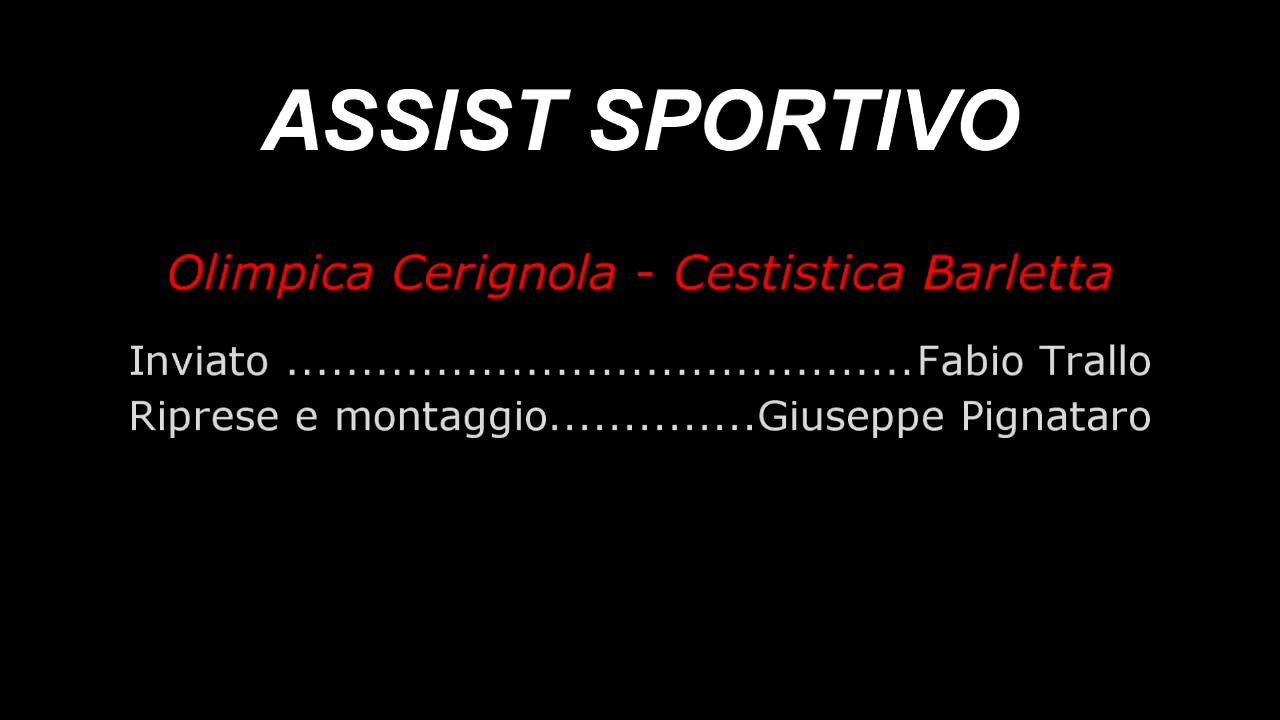 ASSIST SPORTIVO
Olimpica Cerignola - Cestistica Barletta
Inviato ..........................................Fabio Trallo
Riprese e montaggio..............Giuseppe Pignataro